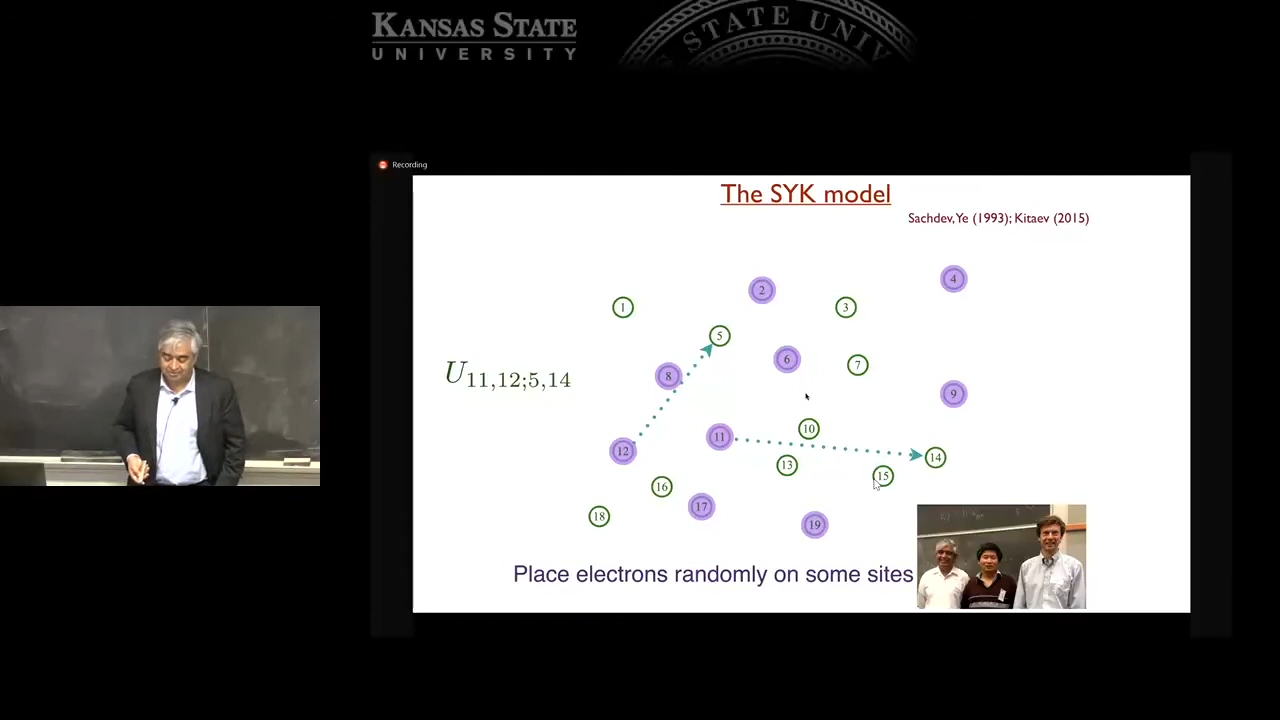 KANSAS STATE
UNIVERSITY
STATE UNIV
Recording
The SYK model
Sachdev, Ye (1993); Kitaev (2015)
4
2
1
3
5
6
7
8
U11,12;5,14
9
10
11
12
14
13
15
16
17
18
19
Place electrons randomly on some sites